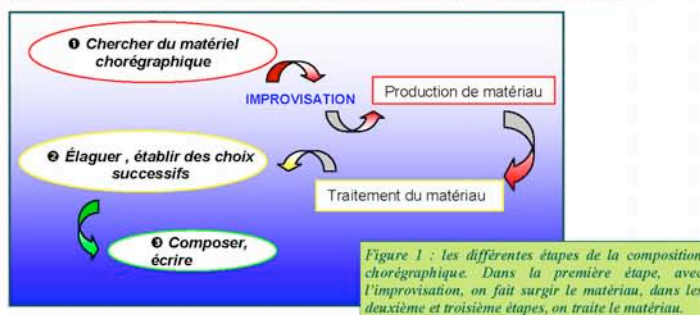 ❶ Chercher du matériel
chorégraphique
IMPROVISATION
Production de matériau
❷ Élaguer , établir des choix
successifs
Traitement du matériau
❸ Composer,
écrire
Figure 1 : les différentes étapes de la composition
chorégraphique. Dans la première étape, avec
l'improvisation, on fait surgir le matériau, dans les
deuxième et troisième étapes, on traite le matériau.